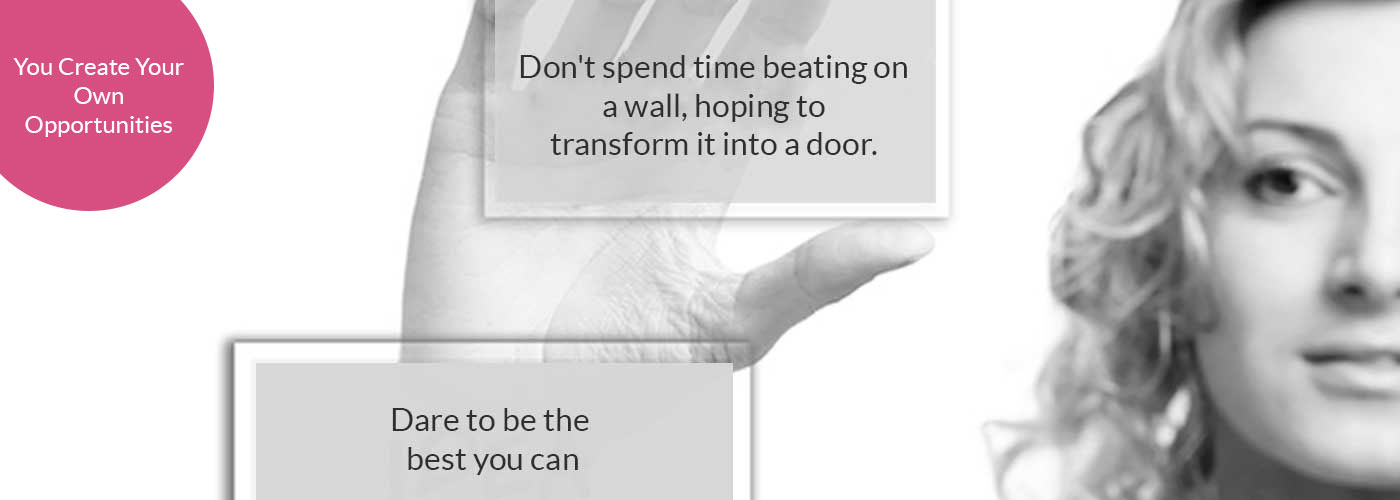 You Create Your
Own
Opportunities
Don't spend time beating on
a wall, hoping to
transform it into a door.
Dare to be the
best you can